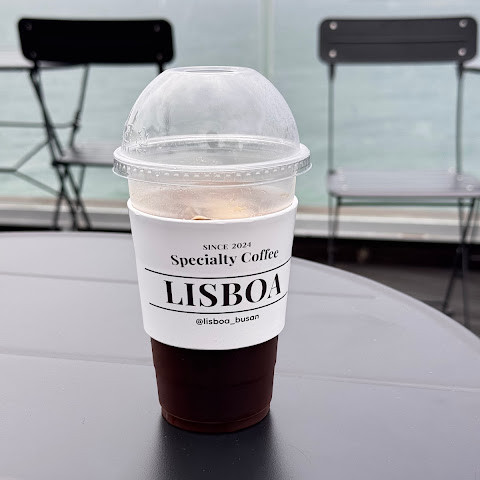 SINCE 2024
Specialty Coffee
LISBOA
@lisboa_busan